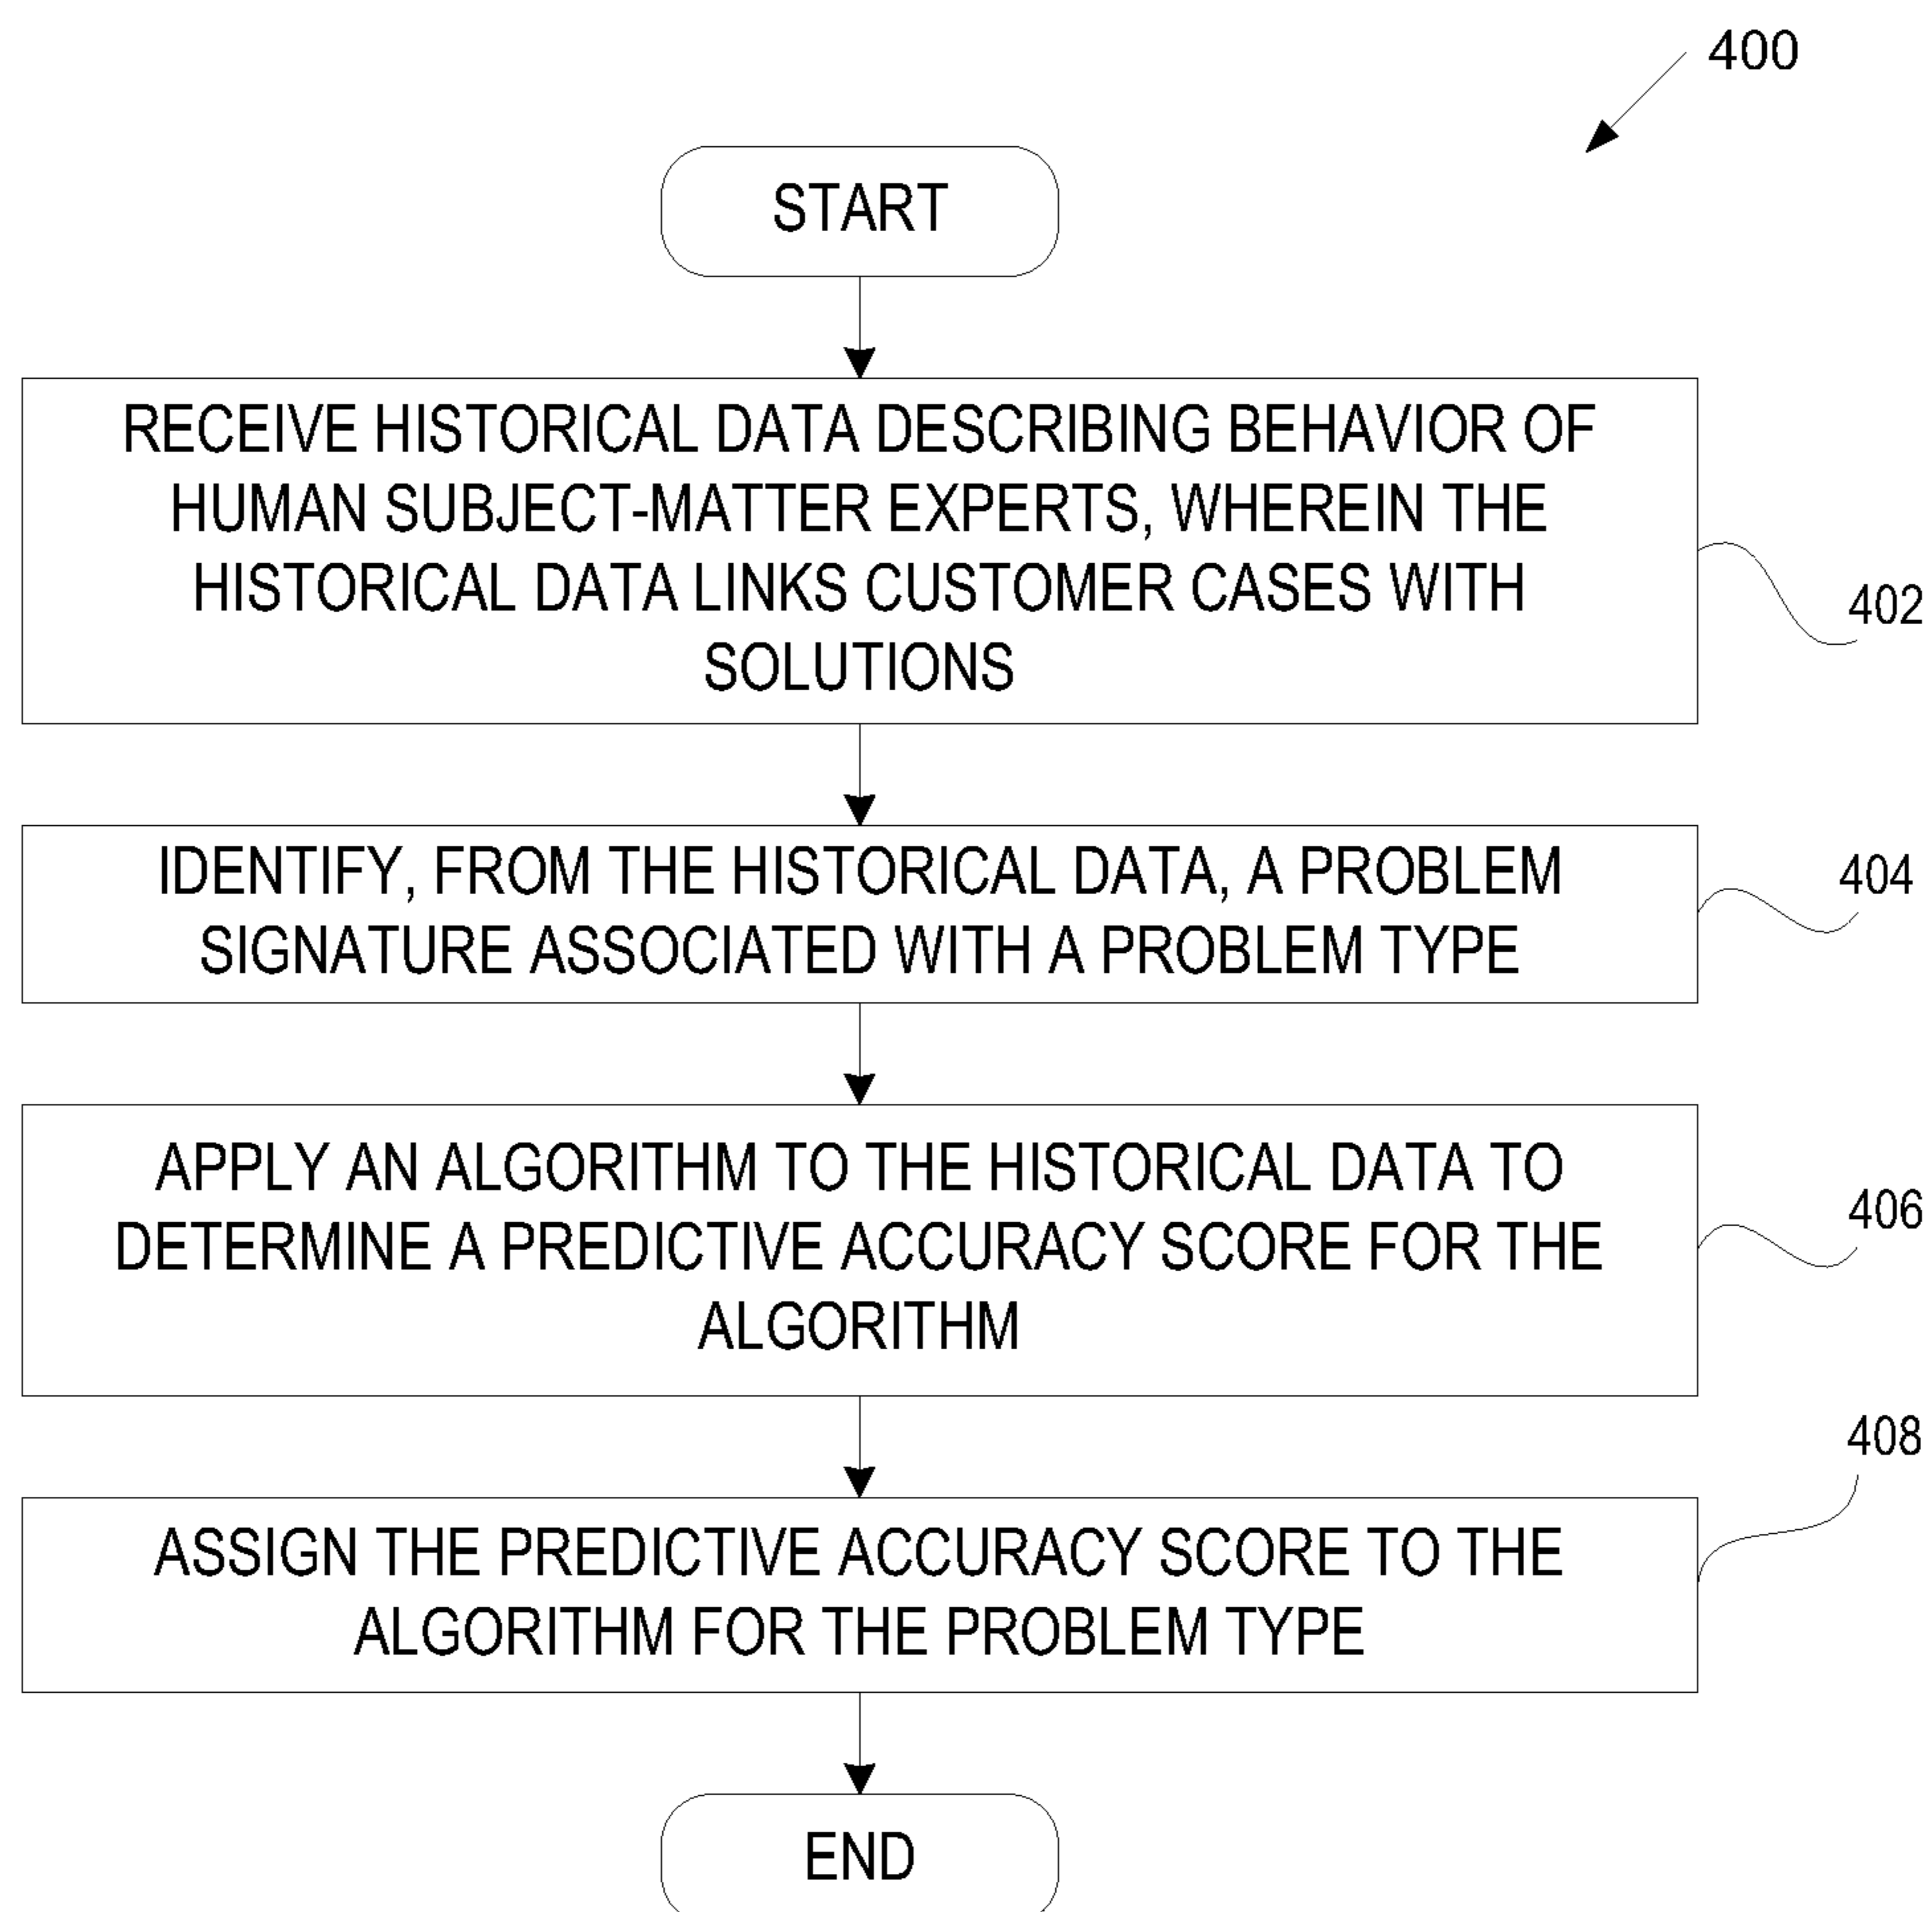 400
START
RECEIVE HISTORICAL DATA DESCRIBING BEHAVIOR OF
HUMAN SUBJECT-MATTER EXPERTS, WHEREIN THE
HISTORICAL DATA LINKS CUSTOMER CASES WITH
SOLUTIONS
402
IDENTIFY, FROM THE HISTORICAL DATA, A PROBLEM
SIGNATURE ASSOCIATED WITH A PROBLEM TYPE
404
APPLY AN ALGORITHM TO THE HISTORICAL DATA TO
DETERMINE A PREDICTIVE ACCURACY SCORE FOR THE
ALGORITHM
406
ASSIGN THE PREDICTIVE ACCURACY SCORE TO THE
ALGORITHM FOR THE PROBLEM TYPE
408
END